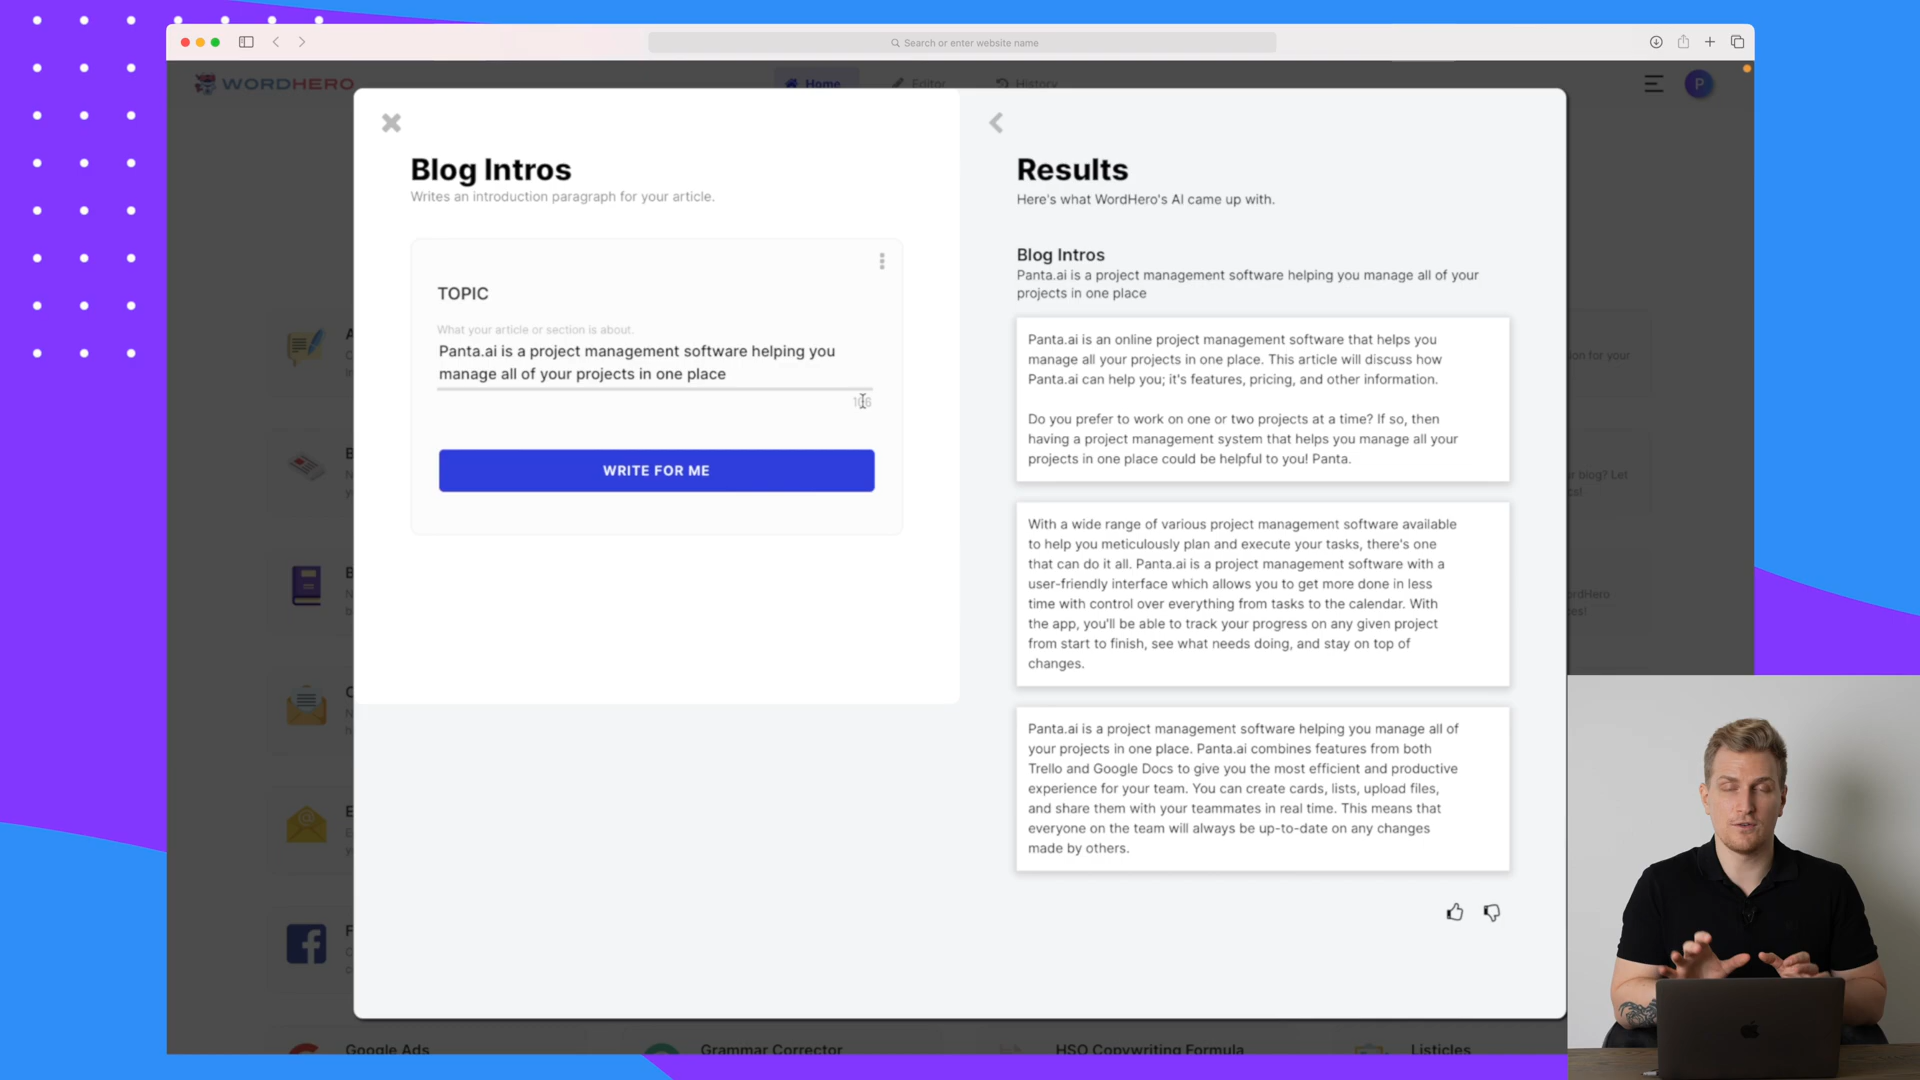 Search or enter website name
WORDHERO
Home
Editor
History
P
Blog Intros
Writes an introduction paragraph for your article.
TOPIC
What your article or section is about.
Panta.ai is a project management software helping you
manage all of your projects in one place
WRITE FOR ME
Results
Here's what WordHero's AI came up with.
Blog Intros
Panta.ai is a project management software helping you manage all of your
projects in one place
Panta.ai is an online project management software that helps you
manage all your projects in one place. This article will discuss how
Panta.ai can help you; it's features, pricing, and other information.
Do you prefer to work on one or two projects at a time? If so, then
having a project management system that helps you manage all your
projects in one place could be helpful to you! Panta.
With a wide range of various project management software available
to help you meticulously plan and execute your tasks, there's one
that can do it all. Panta.ai is a project management software with a
user-friendly interface which allows you to get more done in less
time with control over everything from tasks to the calendar. With
the app, you'll be able to track your progress on any given project
from start to finish, see what needs doing, and stay on top of
changes.
Panta.ai is a project management software helping you manage all of
your projects in one place. Panta.ai combines features from both
Trello and Google Docs to give you the most efficient and productive
experience for your team. You can create cards, lists, upload files,
and share them with your teammates in real time. This means that
everyone on the team will always be up-to-date on any changes
made by others.
ion for your
blog? Let
Google Ads
Grammar Corrector
HSO Copywriting Formula
Listicles